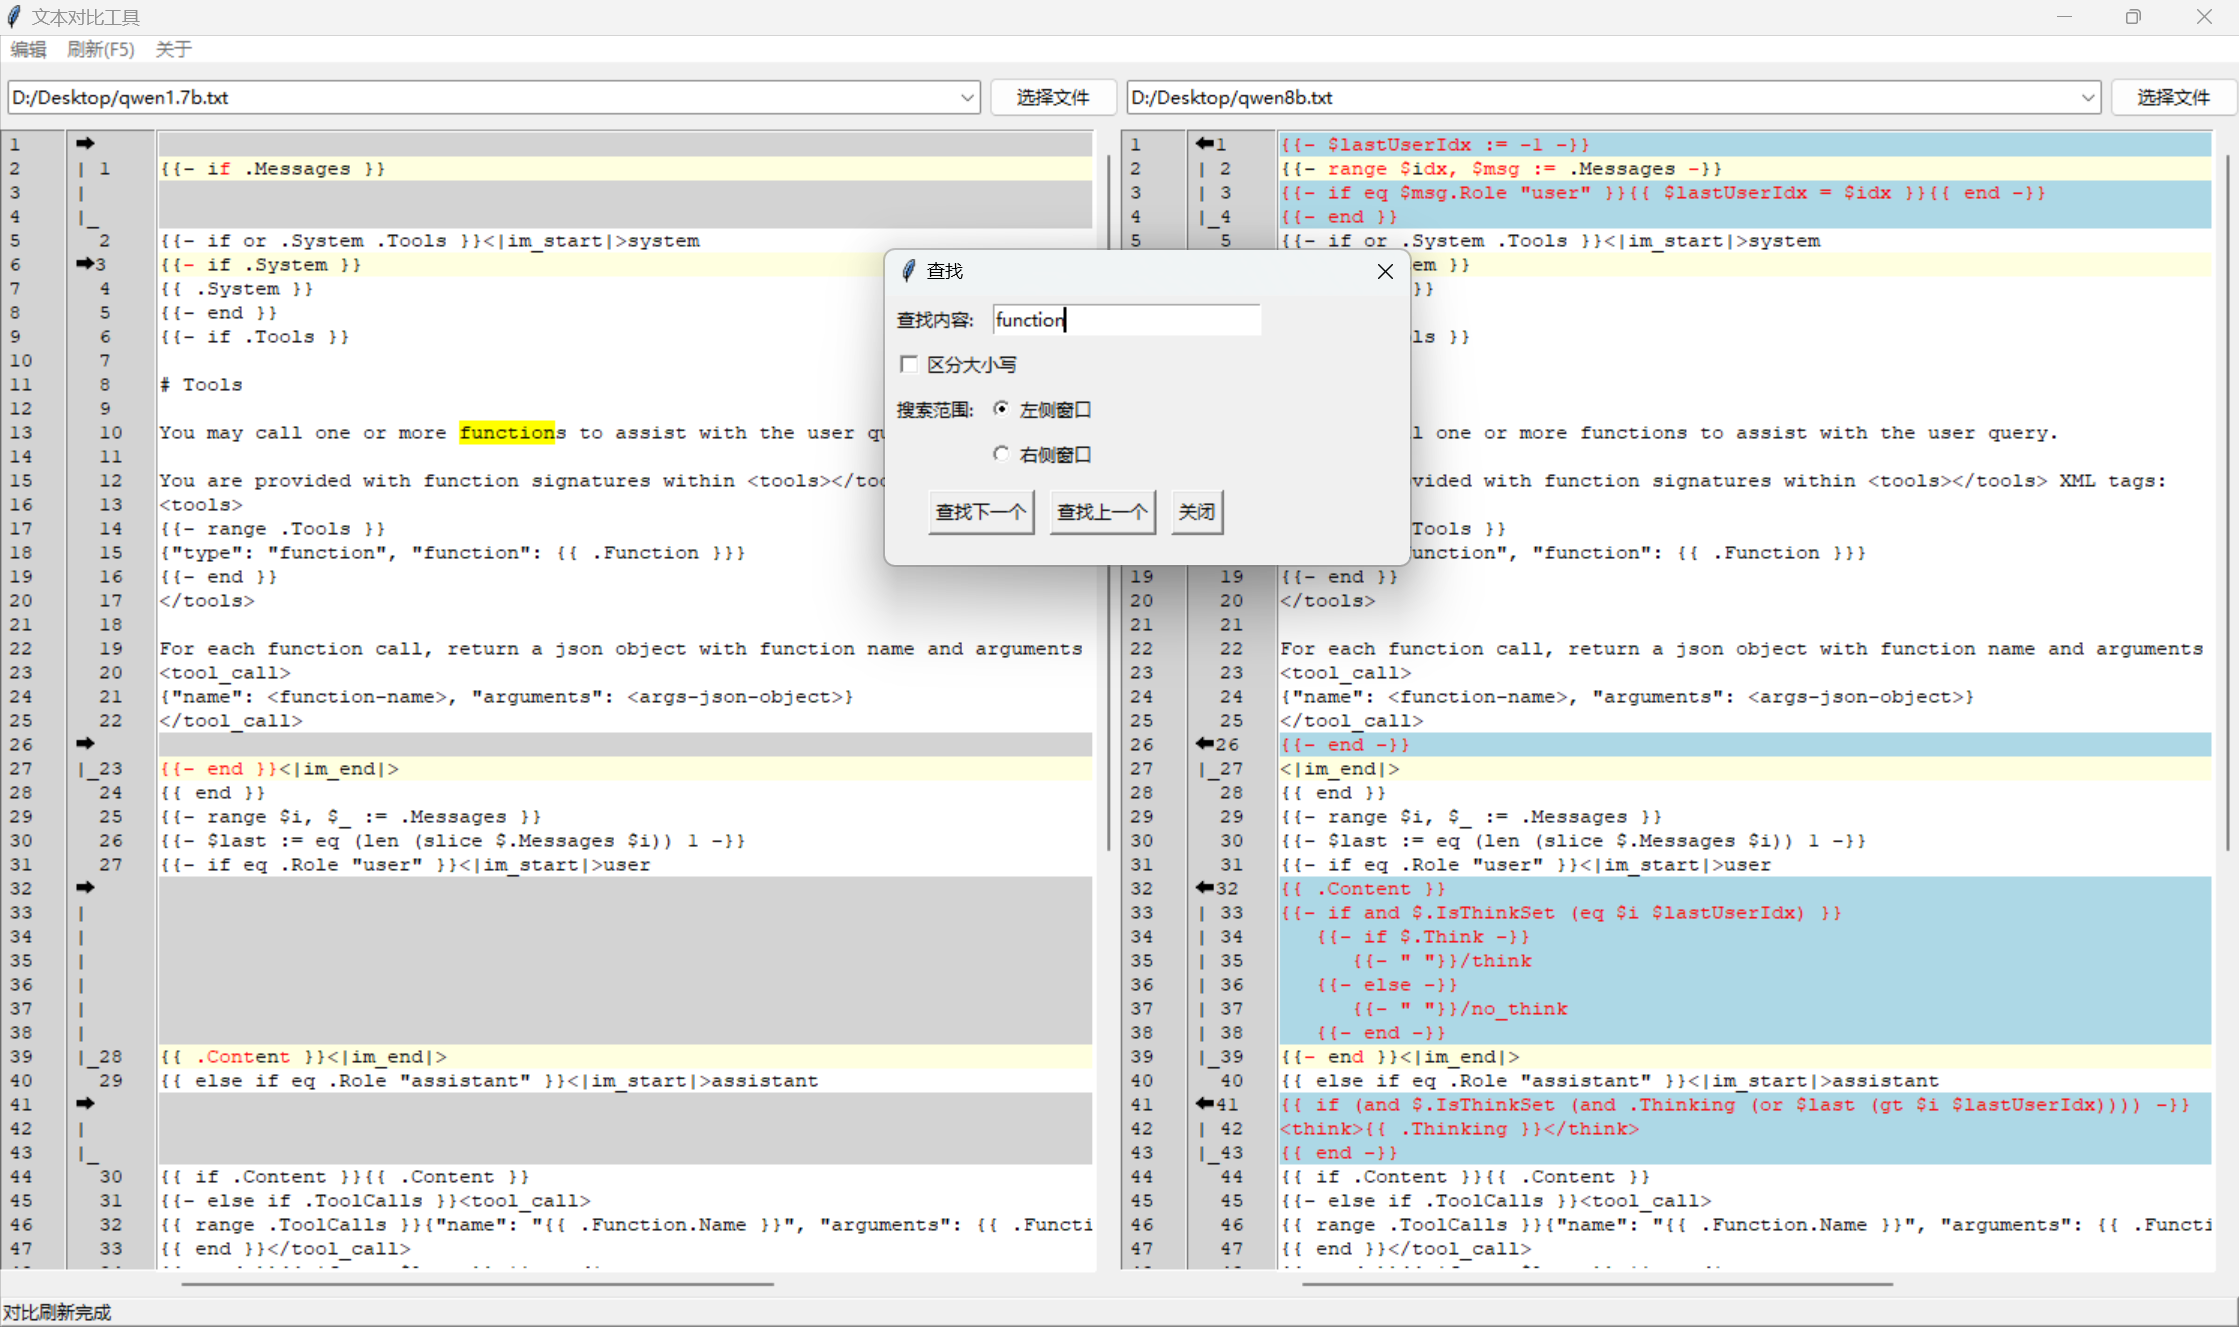 文本对比工具
编辑 刷新(F5) 关于
D:/Desktop/qwen1.7b.txt 选择文件 D:/Desktop/qwen8b.txt 选择文件
1 ➡
2 | 1 {{- if .Messages }}
3 |
4 |_
5 2 {{- if or .System .Tools }}<|im_start|>system
6 ➡3 {{- if .System }}
7 4 {{ .System }}
8 5 {{- end }}
9 6 {{- if .Tools }}
10 7
11 8 # Tools
12 9
13 10 You may call one or more functions to assist with the user qu
14 11
15 12 You are provided with function signatures within <tools></too
16 13 <tools>
17 14 {{- range .Tools }}
18 15 {"type": "function", "function": {{ .Function }}}
19 16 {{- end }}
20 17 </tools>
21 18
22 19 For each function call, return a json object with function name and arguments
23 20 <tool_call>
24 21 {"name": <function-name>, "arguments": <args-json-object>}
25 22 </tool_call>
26 ➡
27 |_23 {{- end }}<|im_end|>
28 24 {{ end }}
29 25 {{- range $i, $_ := .Messages }}
30 26 {{- $last := eq (len (slice $.Messages $i)) 1 -}}
31 27 {{- if eq .Role "user" }}<|im_start|>user
32 ➡
33 |
34 |
35 |
36 |
37 |
38 |
39 |_28 {{ .Content }}<|im_end|>
40 29 {{ else if eq .Role "assistant" }}<|im_start|>assistant
41 ➡
42 |
43 |_
44 30 {{ if .Content }}{{ .Content }}
45 31 {{- else if .ToolCalls }}<tool_call>
46 32 {{ range .ToolCalls }}{"name": "{{ .Function.Name }}", "arguments": {{ .Functi
47 33 {{ end }}</tool_call>
1 ⬅1 {{- $lastUserIdx := -1 -}}
2 | 2 {{- range $idx, $msg := .Messages -}}
3 | 3 {{- if eq $msg.Role "user" }}{{ $lastUserIdx = $idx }}{{ end -}}
4 |_4 {{- end }}
5 5 {{- if or .System .Tools }}<|im_start|>system
em }}
}}
ls }}
l one or more functions to assist with the user query.
vided with function signatures within <tools></tools> XML tags:
Tools }}
unction", "function": {{ .Function }}}
19 19 {{- end }}
20 20 </tools>
21 21
22 22 For each function call, return a json object with function name and arguments
23 23 <tool_call>
24 24 {"name": <function-name>, "arguments": <args-json-object>}
25 25 </tool_call>
26 ⬅26 {{- end -}}
27 |_27 <|im_end|>
28 28 {{ end }}
29 29 {{- range $i, $_ := .Messages }}
30 30 {{- $last := eq (len (slice $.Messages $i)) 1 -}}
31 31 {{- if eq .Role "user" }}<|im_start|>user
32 ⬅32 {{ .Content }}
33 | 33 {{- if and $.IsThinkSet (eq $i $lastUserIdx) }}
34 | 34 {{- if $.Think -}}
35 | 35 {{- " "}}/think
36 | 36 {{- else -}}
37 | 37 {{- " "}}/no_think
38 | 38 {{- end -}}
39 |_39 {{- end }}<|im_end|>
40 40 {{ else if eq .Role "assistant" }}<|im_start|>assistant
41 ⬅41 {{ if (and $.IsThinkSet (and .Thinking (or $last (gt $i $lastUserIdx)))) -}}
42 | 42 <think>{{ .Thinking }}</think>
43 |_43 {{ end -}}
44 44 {{ if .Content }}{{ .Content }}
45 45 {{- else if .ToolCalls }}<tool_call>
46 46 {{ range .ToolCalls }}{"name": "{{ .Function.Name }}", "arguments": {{ .Functi
47 47 {{ end }}</tool_call>
查找
查找内容: function
区分大小写
搜索范围: 左侧窗口
右侧窗口
查找下一个 查找上一个 关闭
对比刷新完成